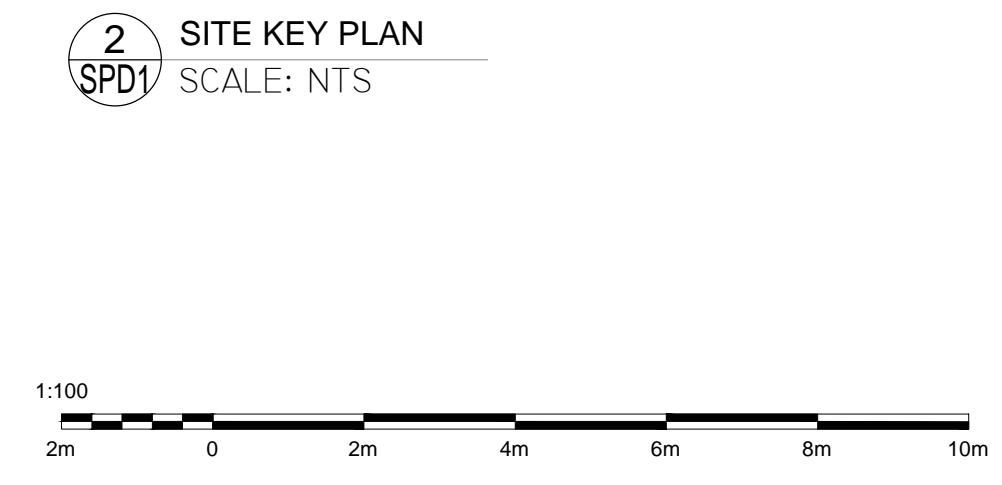 2 SITE KEY PLAN
SPD1 SCALE: NTS
1:100
2m 0 2m 4m 6m 8m 10m